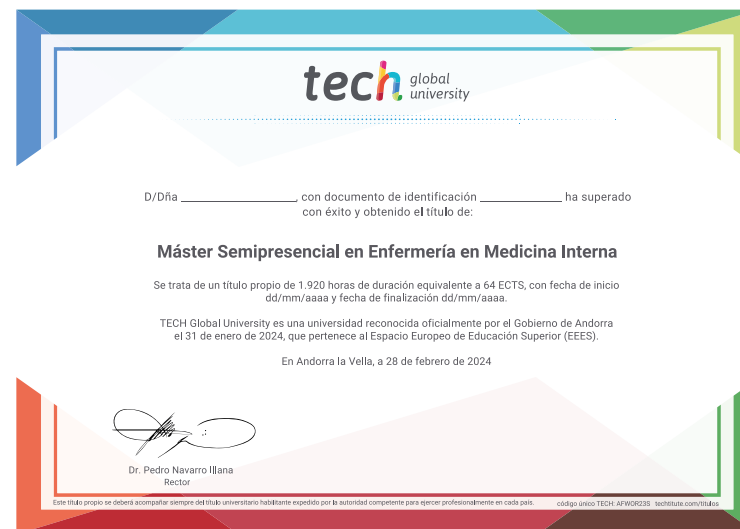 tech global university
D/Dña ______________, con documento de identificación __________ ha superado
con éxito y obtenido el título de:
Máster Semipresencial en Enfermería en Medicina Interna
Se trata de un título propio de 1.920 horas de duración equivalente a 64 ECTS, con fecha de inicio
dd/mm/aaaa y fecha de finalización dd/mm/aaaa.
TECH Global University es una universidad reconocida oficialmente por el Gobierno de Andorra
el 31 de enero de 2024, que pertenece al Espacio Europeo de Educación Superior (EEES).
En Andorra la Vella, a 28 de febrero de 2024
Dr. Pedro Navarro Illana
Rector
Este título propio se deberá acompañar siempre del título universitario habilitante expedido por la autoridad competente para ejercer profesionalmente en cada país. código único TECH: AFWOR23S techtitute.com/titulos